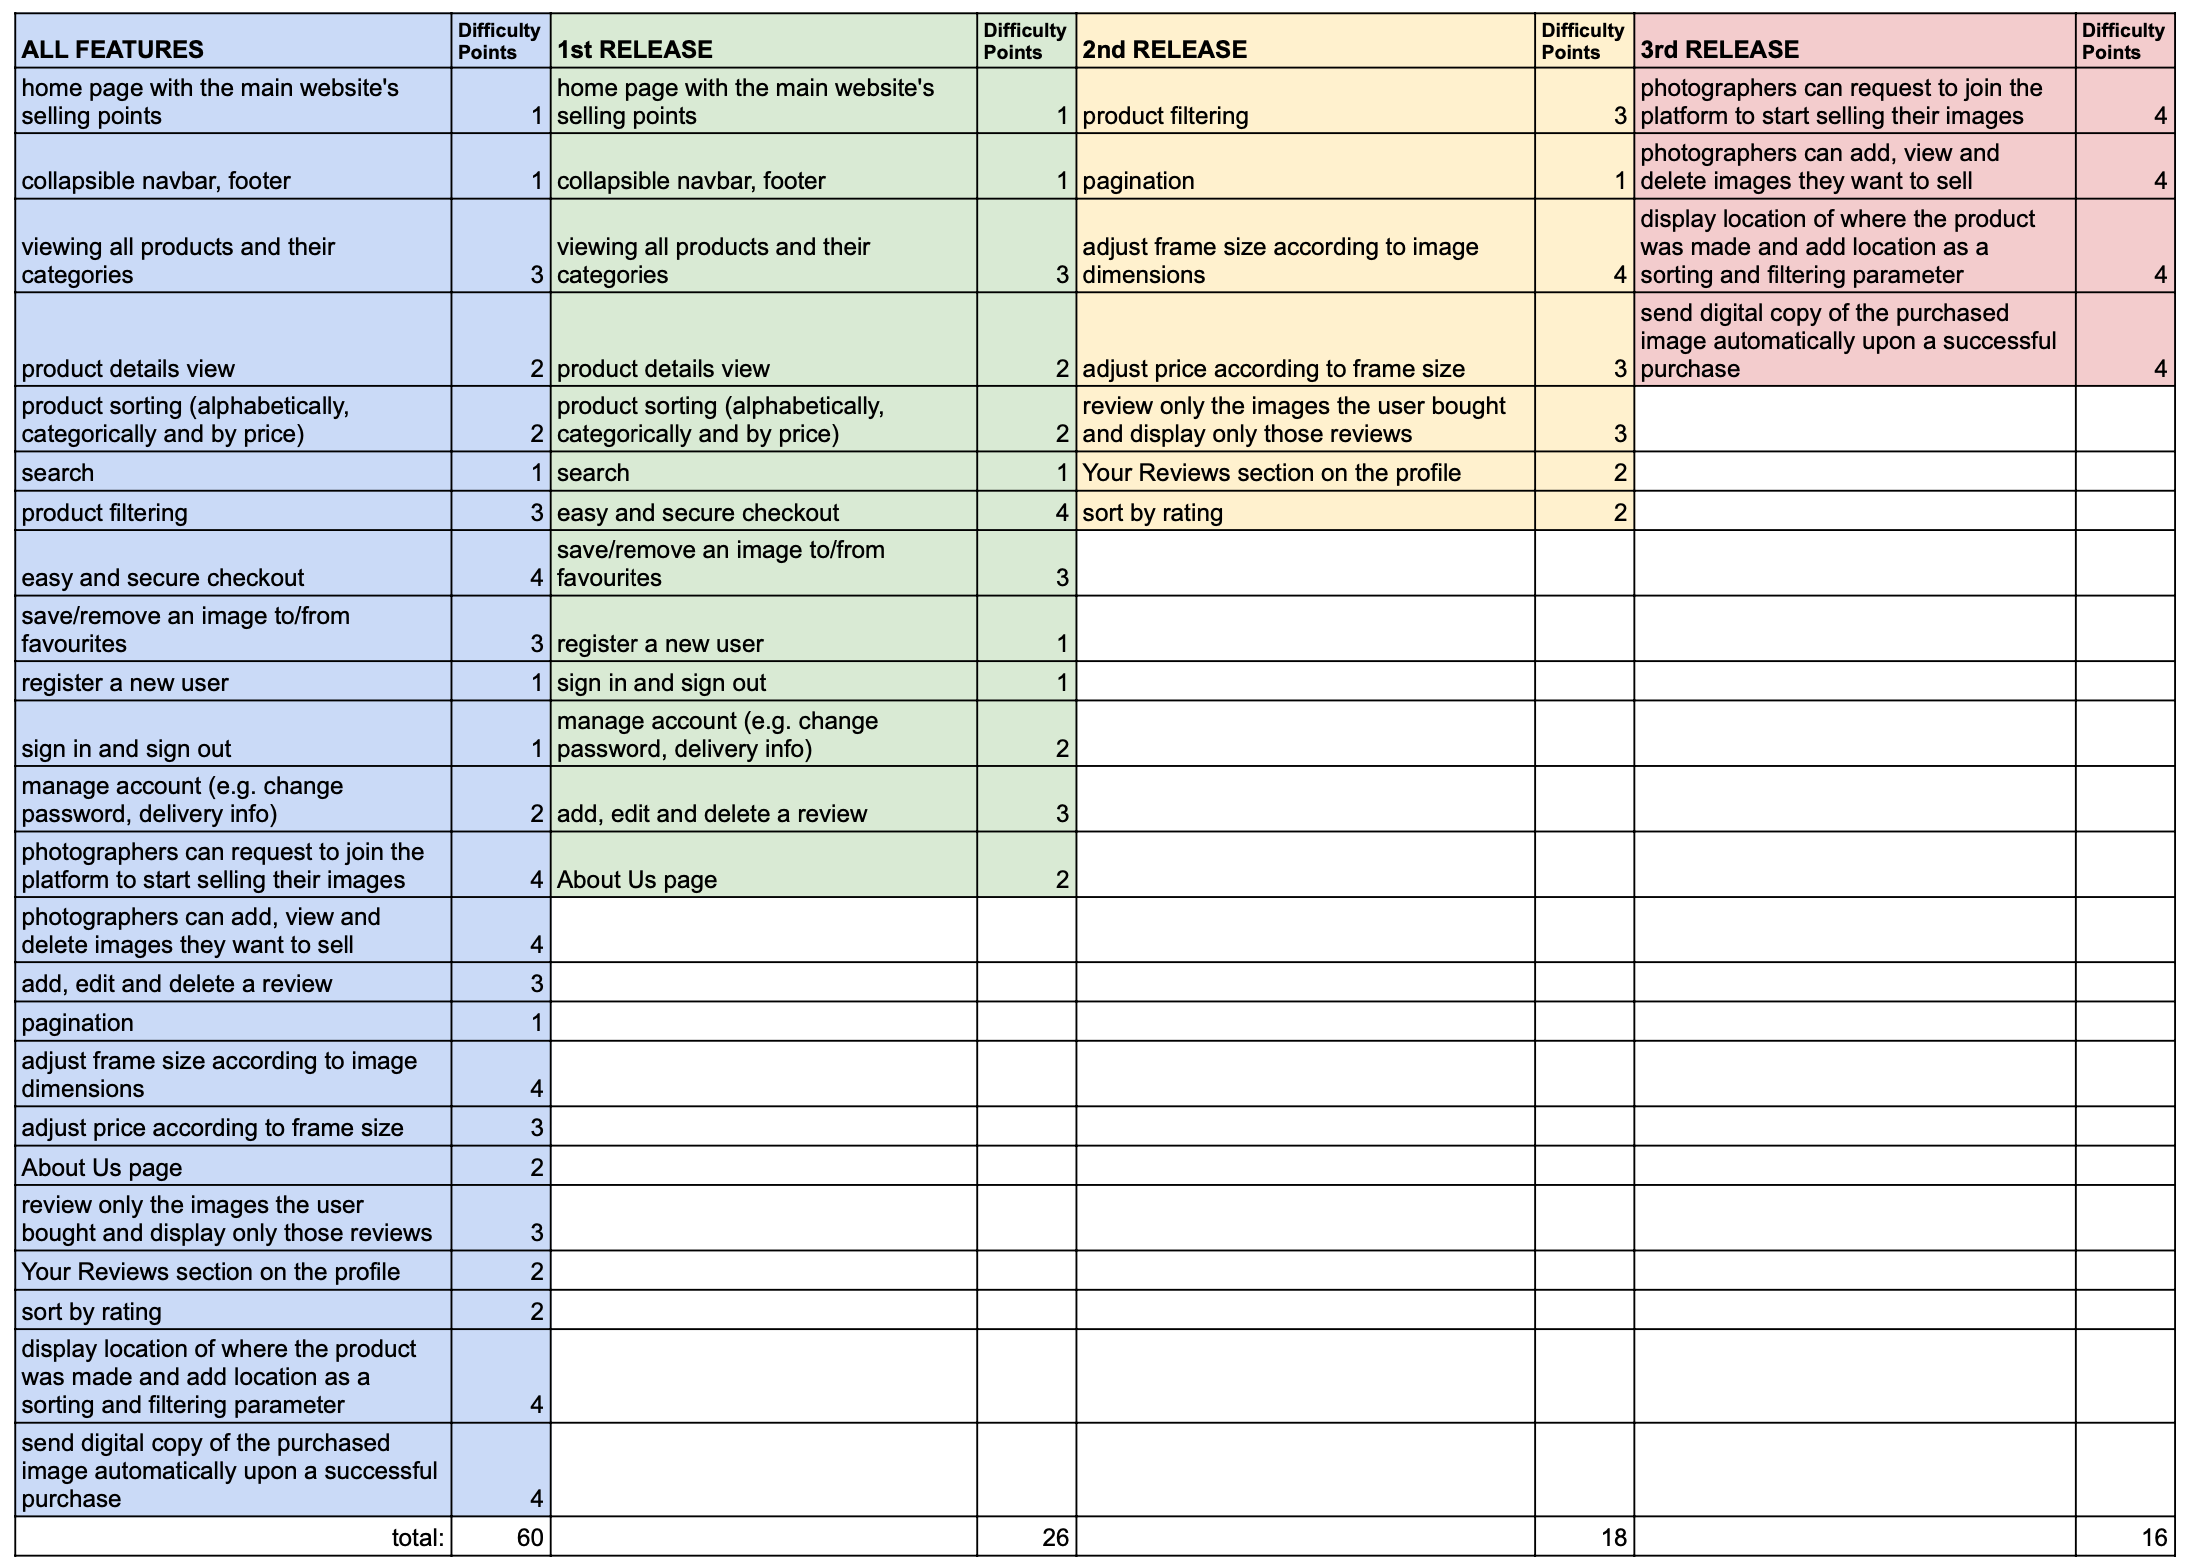 ALL FEATURES Difficulty Points 1st RELEASE Difficulty Points 2nd RELEASE Difficulty Points 3rd RELEASE Difficulty Points
home page with the main website's selling points 1 home page with the main website's selling points 1 product filtering 3 photographers can request to join the platform to start selling their images 4
collapsible navbar, footer 1 collapsible navbar, footer 1 pagination 1 photographers can add, view and delete images they want to sell 4
viewing all products and their categories 3 viewing all products and their categories 3 adjust frame size according to image dimensions 4 display location of where the product was made and add location as a sorting and filtering parameter 4
product details view 2 product details view 2 adjust price according to frame size 3 send digital copy of the purchased image automatically upon a successful purchase 4
product sorting (alphabetically, categorically and by price) 2 product sorting (alphabetically, categorically and by price) 2 review only the images the user bought and display only those reviews 3
search 1 search 1 Your Reviews section on the profile 2
product filtering 3 easy and secure checkout 4 sort by rating 2
easy and secure checkout 4 save/remove an image to/from favourites 3
save/remove an image to/from favourites 3 register a new user 1
register a new user 1 sign in and sign out 1
sign in and sign out 1 manage account (e.g. change password, delivery info) 2
manage account (e.g. change password, delivery info) 2 add, edit and delete a review 3
photographers can request to join the platform to start selling their images 4 About Us page 2
photographers can add, view and delete images they want to sell 4
add, edit and delete a review 3
pagination 1
adjust frame size according to image dimensions 4
adjust price according to frame size 3
About Us page 2
review only the images the user bought and display only those reviews 3
Your Reviews section on the profile 2
sort by rating 2
display location of where the product was made and add location as a sorting and filtering parameter 4
send digital copy of the purchased image automatically upon a successful purchase 4
total: 60 26 18 16